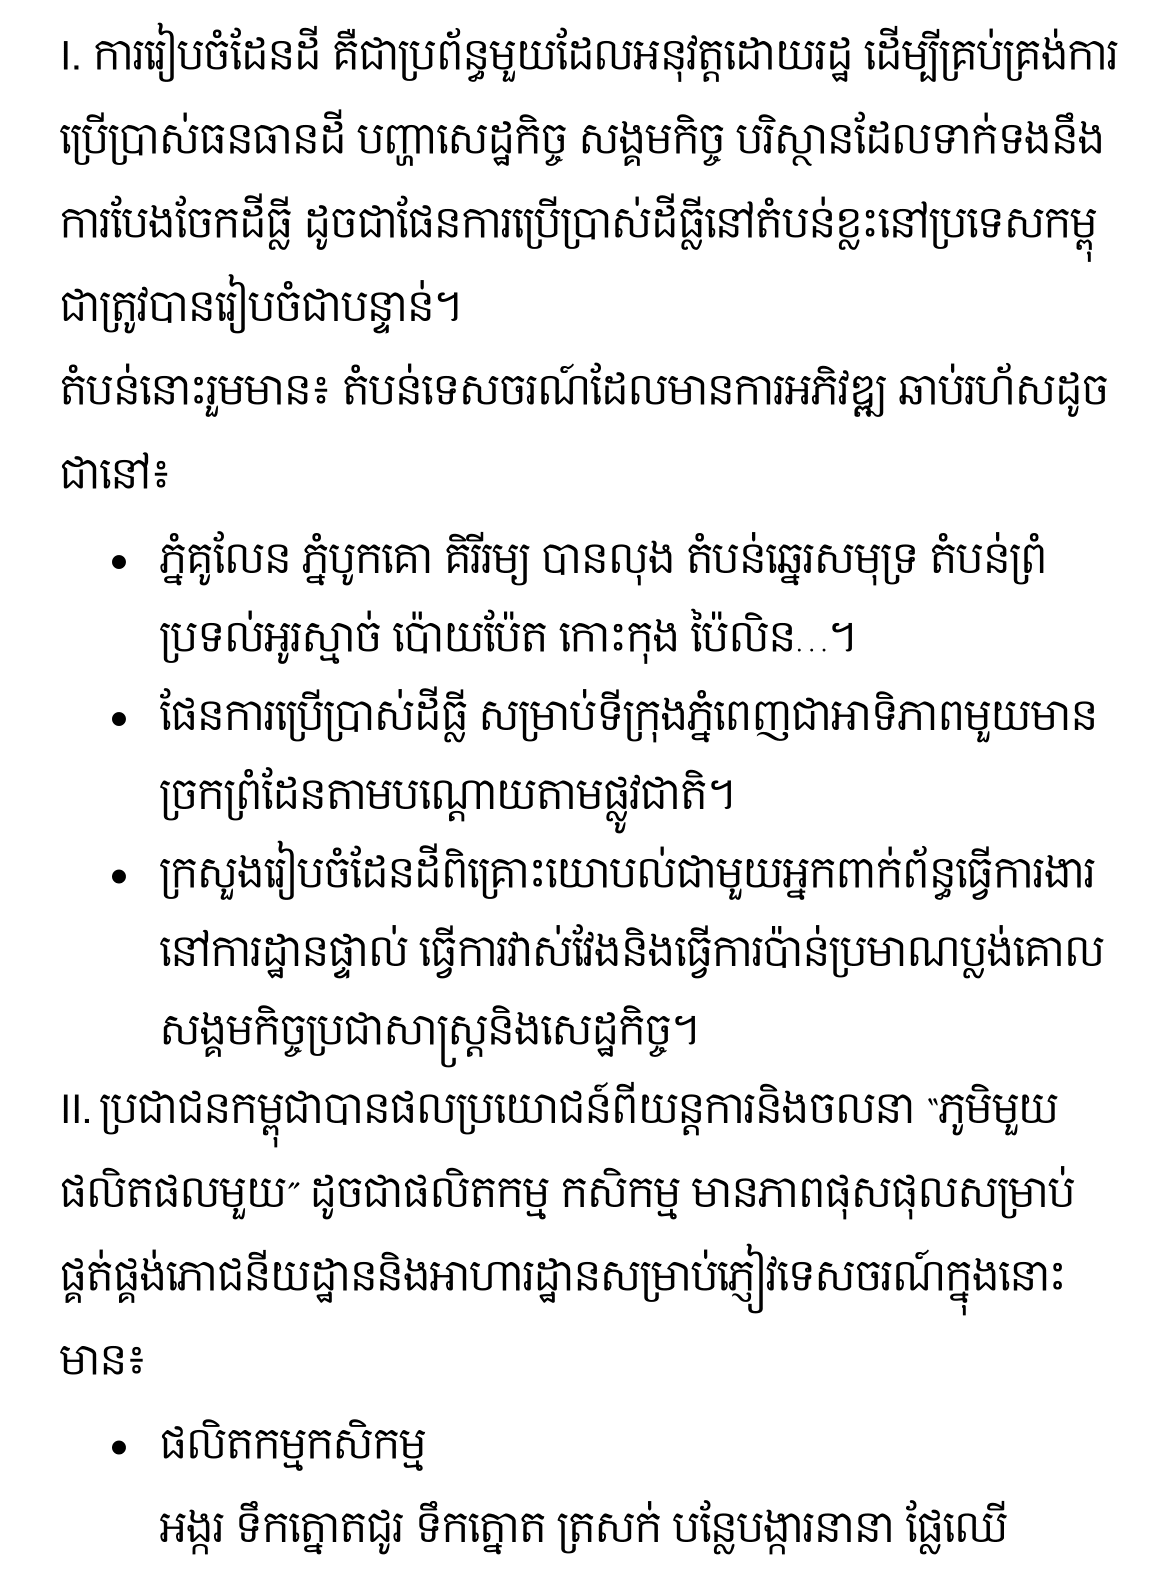 I. ការរៀបចំដែនដី គឺជាប្រព័ន្ធមួយដែលអនុវត្តដោយរដ្ឋ ដើម្បីគ្រប់គ្រង់ការ
ប្រើប្រាស់ធនធានដី បញ្ហាសេដ្ឋកិច្ច សង្គមកិច្ច បរិស្ថានដែលទាក់ទងនឹង
ការបែងចែកដីធ្លី ដូចជាផែនការប្រើប្រាស់ដីធ្លីនៅតំបន់ខ្លះនៅប្រទេសកម្ពុ
ជាត្រូវបានរៀបចំជាបន្ទាន់។
តំបន់នោះរួមមាន៖ តំបន់ទេសចរណ៍ដែលមានការអភិវឌ្ឍ ឆាប់រហ័សដូច
ជានៅ៖
• ភ្នំគូលែន ភ្នំបូកគោ គិរីរម្យ បានលុង តំបន់ឆ្នេរសមុទ្រ តំបន់ព្រំ
ប្រទល់អូរស្មាច់ ប៉ោយប៉ែត កោះកុង ប៉ៃលិន...។
• ផែនការប្រើប្រាស់ដីធ្លី សម្រាប់ទីក្រុងភ្នំពេញជាអាទិភាពមួយមាន
ច្រកព្រំដែនតាមបណ្ដោយតាមផ្លូវជាតិ។
• ក្រសួងរៀបចំដែនដីពិគ្រោះយោបល់ជាមួយអ្នកពាក់ព័ន្ធធ្វើការងារ
នៅការដ្ឋានផ្ទាល់ ធ្វើការវាស់វែងនិងធ្វើការប៉ាន់ប្រមាណប្លង់គោល
សង្គមកិច្ចប្រជាសាស្ត្រនិងសេដ្ឋកិច្ច។
II. ប្រជាជនកម្ពុជាបានផលប្រយោជន៍ពីយន្តការនិងចលនា “ភូមិមួយ
ផលិតផលមួយ” ដូចជាផលិតកម្ម កសិកម្ម មានភាពផុសផុលសម្រាប់
ផ្គត់ផ្គង់ភោជនីយដ្ឋាននិងអាហារដ្ឋានសម្រាប់ភ្ញៀវទេសចរណ៍ក្នុងនោះ
មាន៖
• ផលិតកម្មកសិកម្ម
អង្ករ ទឹកត្នោតជូរ ទឹកត្នោត ត្រសក់ បន្លែបង្ការនានា ផ្លែឈើ